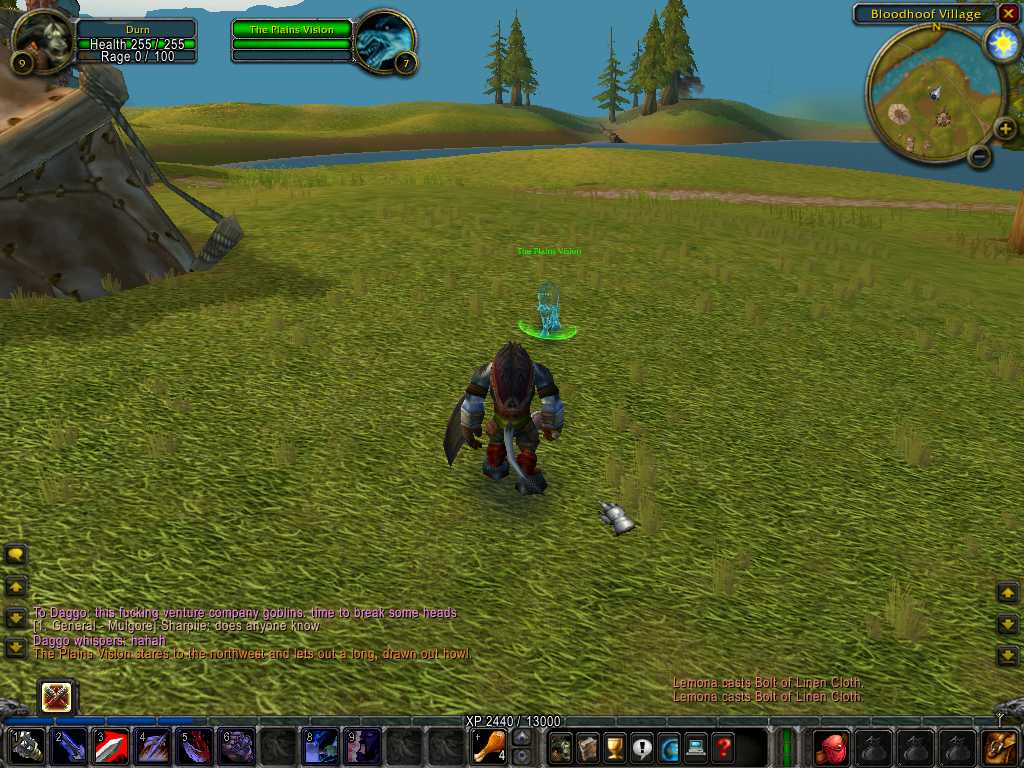 Durn
Health 255 / 255
Rage 0 / 100
9
The Plains Vision
7
Bloodhoof Village
N
The Plains Vision
To Daggo: this fucking venture company goblins. time to break some heads
[1. General - Mulgore] Sharpile: does anyone know
Daggo whispers: hahah
The Plains Vision stares to the northwest and lets out a long, drawn out howl.
Lemona casts Bolt of Linen Cloth.
Lemona casts Bolt of Linen Cloth.
XP 2440 / 13000
1 2 3 4 5 6 8 9 + 4